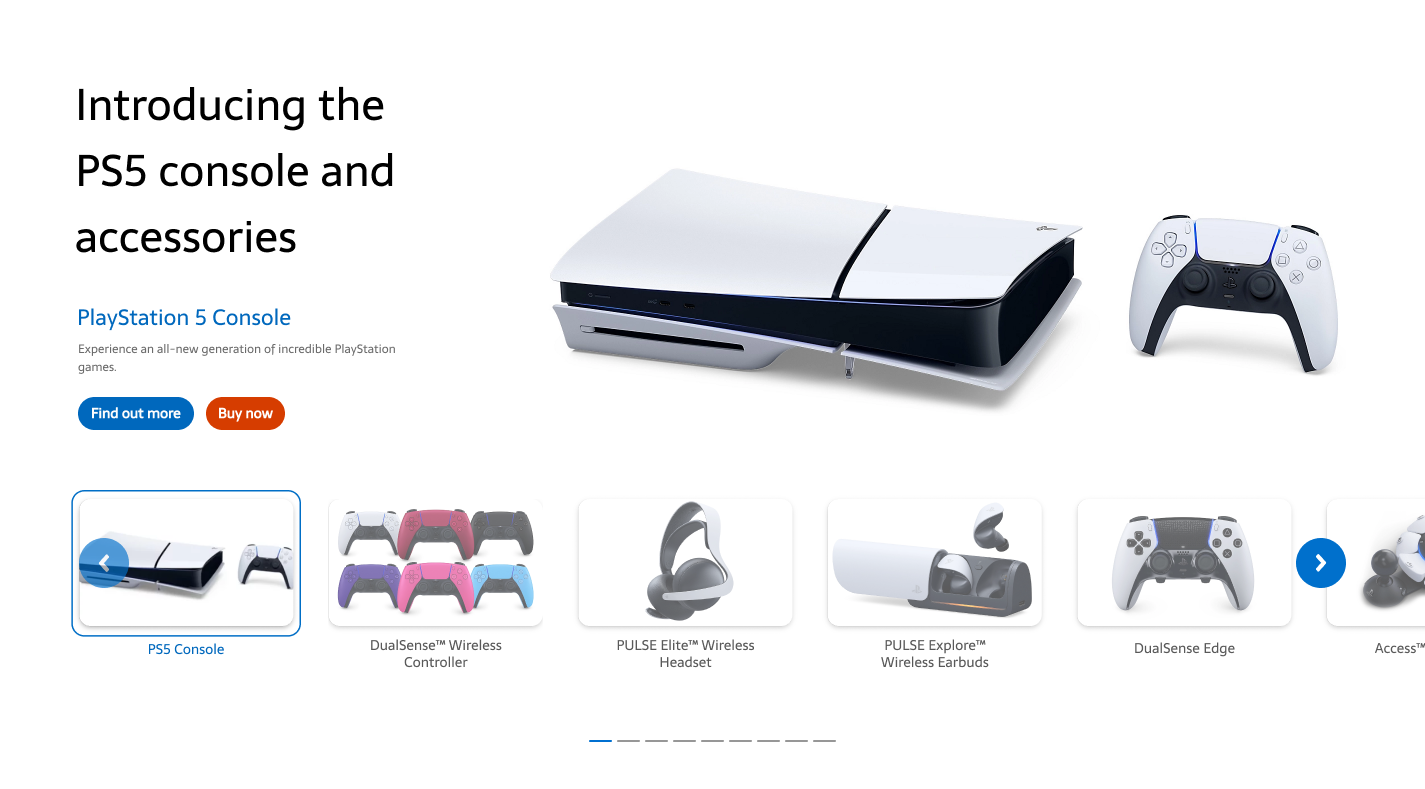 Introducing the
PS5 console and
accessories
PlayStation 5 Console
Experience an all-new generation of incredible PlayStation
games.
Find out more
Buy now
PS5 Console
DualSense™ Wireless
Controller
PULSE Elite™ Wireless
Headset
PULSE Explore™
Wireless Earbuds
DualSense Edge
Access™